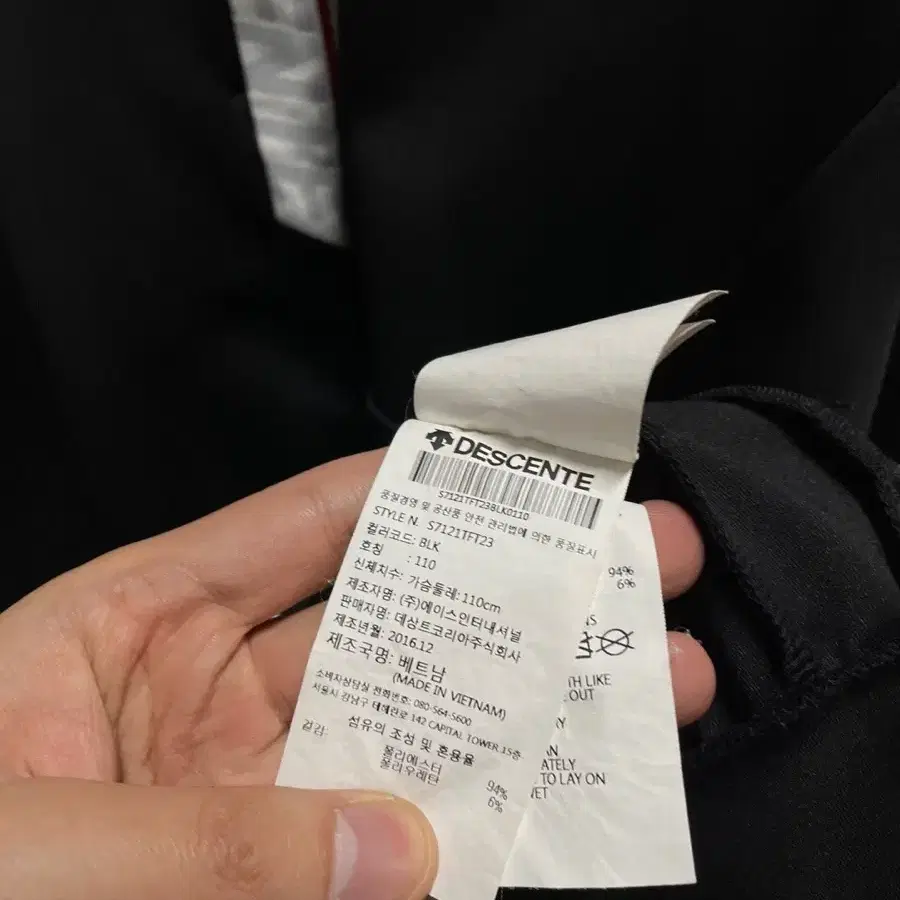 DESCENTE
S7121TFT23BLK0110
품질경영 및 공산품 안전 관리법에 의한 품질표시
STYLE N. S7121TFT23
컬러코드: BLK
호칭 : 110
신체치수: 가슴둘레:110cm
제조자명: (주)에이스인터내셔널
판매자명: 데상트코리아주식회사
제조년월: 2016.12
제조국명: 베트남
(MADE IN VIETNAM)
소비자상담실 전화번호: 080-564-5600
서울시 강남구 테헤란로 142 CAPITAL TOWER 15층
섬유의 조성 및 혼용율
겉감:
폴리에스터 94%
폴리우레탄 6%
94%
6%
NS
TH LIKE
OUT
AN
ATELY
TO LAY ON